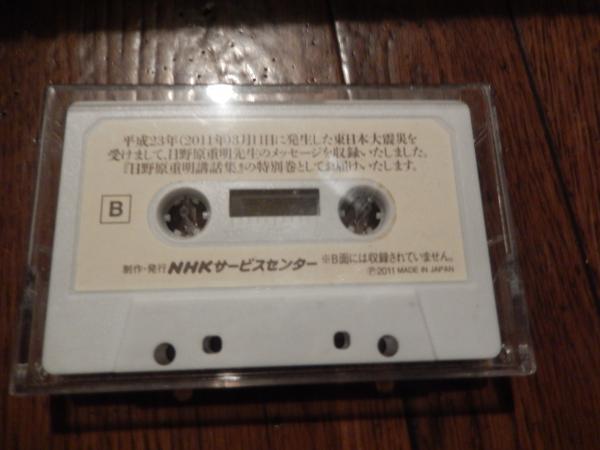 平成23年(2011年)3月11日に発生した東日本大震災を
受けまして、日野原重明先生のメッセージを収録いたしました。
『日野原重明講話集』の特別巻としてお届けいたします。
B
制作・発行 NHKサービスセンター ※B面には収録されていません。
Ⓟ2011 MADE IN JAPAN